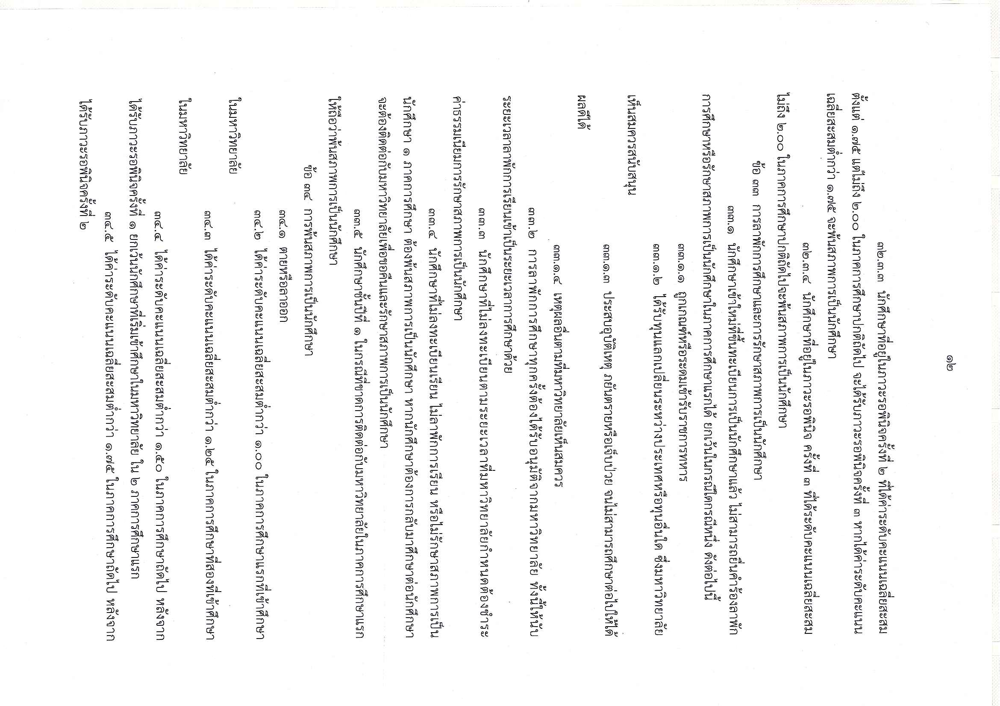 ๑๒
๓๒.๓.๓ นักศึกษาที่อยู่ในภาวะรอพินิจครั้งที่ ๒ ที่ได้ค่าระดับคะแนนเฉลี่ยสะสม
ตั้งแต่ ๑.๗๕ แต่ไม่ถึง ๒.๐๐ ในภาคการศึกษาปกติถัดไป จะได้รับภาวะรอพินิจครั้งที่ ๓ หากได้ค่าระดับคะแนน
เฉลี่ยสะสมต่ำกว่า ๑.๗๕ จะพ้นสภาพการเป็นนักศึกษา
๓๒.๓.๔ นักศึกษาที่อยู่ในภาวะรอพินิจ ครั้งที่ ๓ ที่ได้ระดับคะแนนเฉลี่ยสะสม
ไม่ถึง ๒.๐๐ ในภาคการศึกษาปกติถัดไปจะพ้นสภาพการเป็นนักศึกษา
ข้อ ๓๓ การลาพักการศึกษาและการรักษาสภาพการเป็นนักศึกษา
๓๓.๑ นักศึกษาเข้าใหม่ที่ขึ้นทะเบียนการเป็นนักศึกษาแล้ว ไม่สามารถยื่นคำร้องลาพัก
การศึกษาหรือรักษาสภาพการเป็นนักศึกษาในภาคการศึกษาแรกได้ ยกเว้นในกรณีใดกรณีหนึ่ง ดังต่อไปนี้
๓๓.๑.๑ ถูกเกณฑ์หรือระดมเข้ารับราชการทหาร
๓๓.๑.๒ ได้รับทุนแลกเปลี่ยนระหว่างประเทศหรือทุนอื่นใด ซึ่งมหาวิทยาลัย
เห็นสมควรสนับสนุน
๓๓.๑.๓ ประสบอุบัติเหตุ ภยันตรายหรือเจ็บป่วย จนไม่สามารถศึกษาต่อไปให้ได้
ผลดีได้
๓๓.๑.๔ เหตุผลอื่นตามที่มหาวิทยาลัยเห็นสมควร
๓๓.๒ การลาพักการศึกษาทุกครั้งต้องได้รับอนุมัติจากมหาวิทยาลัย ทั้งนี้ให้นับ
ระยะเวลาลาพักการเรียนเข้าเป็นระยะเวลาการศึกษาด้วย
๓๓.๓ นักศึกษาที่ไม่ลงทะเบียนตามระยะเวลาที่มหาวิทยาลัยกำหนดต้องชำระ
ค่าธรรมเนียมการรักษาสภาพการเป็นนักศึกษา
๓๓.๔ นักศึกษาที่ไม่ลงทะเบียนเรียน ไม่ลาพักการเรียน หรือไม่รักษาสภาพการเป็น
นักศึกษา ๑ ภาคการศึกษา ต้องพ้นสภาพการเป็นนักศึกษา หากนักศึกษาต้องการกลับมาศึกษาต่อนักศึกษา
จะต้องติดต่อกับมหาวิทยาลัยเพื่อขอคืนและรักษาสภาพการเป็นนักศึกษา
๓๓.๕ นักศึกษาชั้นปีที่ ๑ ในกรณีที่ขาดการติดต่อกับมหาวิทยาลัยในภาคการศึกษาแรก
ให้ถือว่าพ้นสภาพการเป็นนักศึกษา
ข้อ ๓๔ การพ้นสภาพการเป็นนักศึกษา
๓๔.๑ ตายหรือลาออก
๓๔.๒ ได้ค่าระดับคะแนนเฉลี่ยสะสมต่ำกว่า ๑.๐๐ ในภาคการศึกษาแรกที่เข้าศึกษา
ในมหาวิทยาลัย
๓๔.๓ ได้ค่าระดับคะแนนเฉลี่ยสะสมต่ำกว่า ๑.๒๕ ในภาคการศึกษาที่สองที่เข้าศึกษา
ในมหาวิทยาลัย
๓๔.๔ ได้ค่าระดับคะแนนเฉลี่ยสะสมต่ำกว่า ๑.๕๐ ในภาคการศึกษาถัดไป หลังจาก
ได้รับภาวะรอพินิจครั้งที่ ๑ ยกเว้นนักศึกษาที่เริ่มเข้าศึกษาในมหาวิทยาลัย ใน ๒ ภาคการศึกษาแรก
๓๔.๕ ได้ค่าระดับคะแนนเฉลี่ยสะสมต่ำกว่า ๑.๗๕ ในภาคการศึกษาถัดไป หลังจาก
ได้รับภาวะรอพินิจครั้งที่ ๒